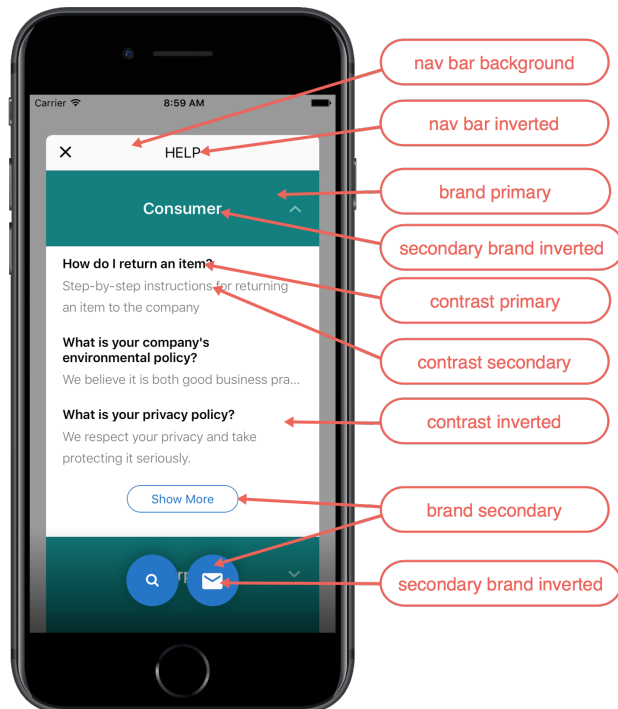 nav bar background
Carrier
8:59 AM
nav bar inverted
HELP
brand primary
Consumer
secondary brand inverted
How do I return an item?
Step-by-step instructions for returning
an item to the company
contrast primary
What is your company's
environmental policy?
contrast secondary
We believe it is both good business pra...
What is your privacy policy?
contrast inverted
We respect your privacy and take
protecting it seriously.
Show More
brand secondary
secondary brand inverted